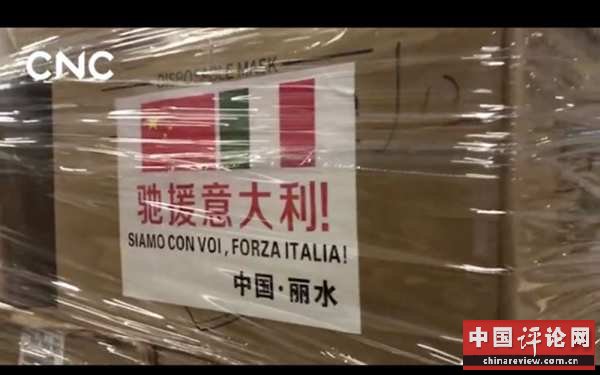 CNC
DISPOSABLE MASK
驰援意大利!
SIAMO CON VOI, FORZA ITALIA!
中国·丽水
中国评论网
chinareview.com.cn